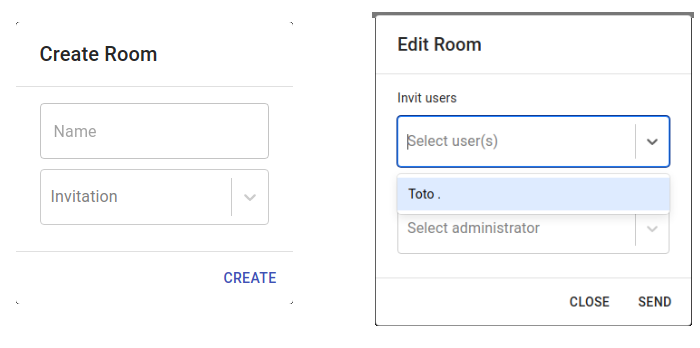 Create Room
Name
Invitation
CREATE
Edit Room
Invit users
Select user(s)
Toto .
Select administrator
CLOSE SEND